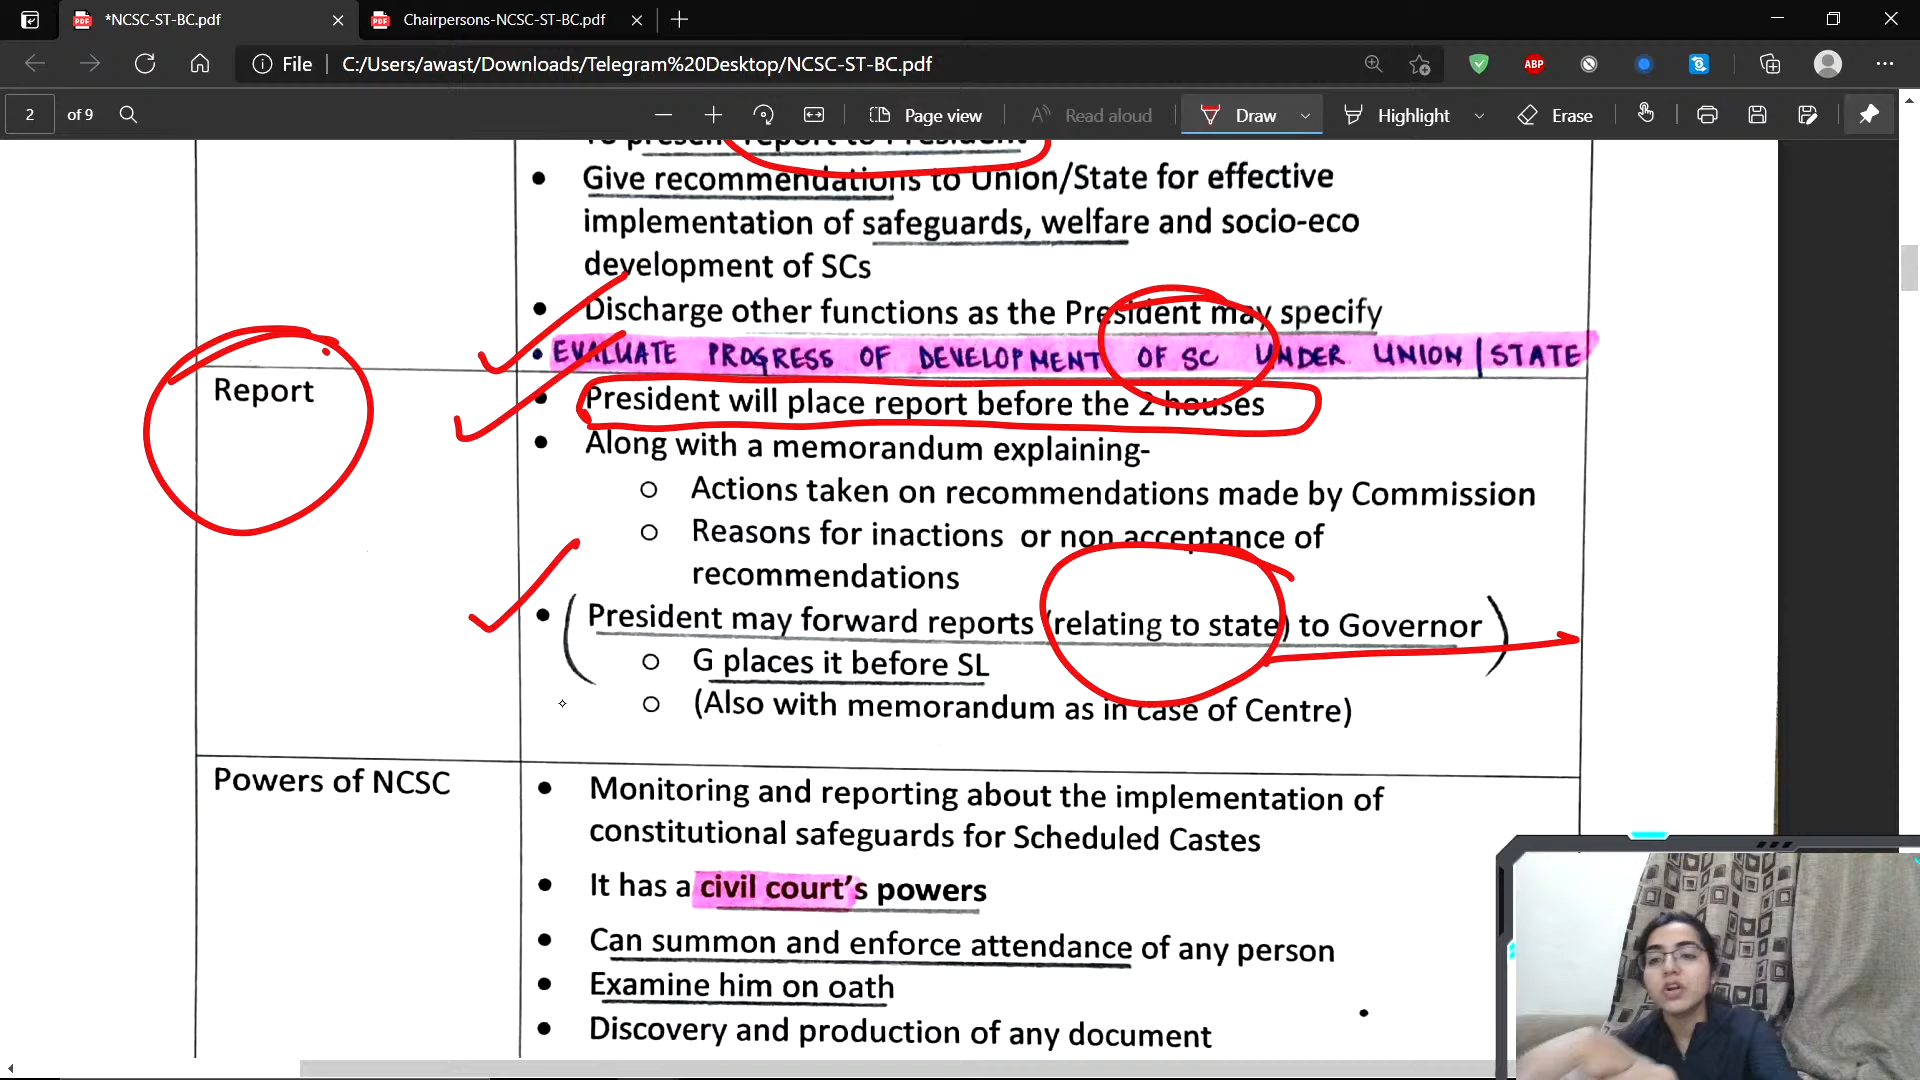 *NCSC-ST-BC.pdf
Chairpersons-NCSC-ST-BC.pdf
File
C:/Users/awast/Downloads/Telegram%20Desktop/NCSC-ST-BC.pdf
ABP
2 of 9
Page view
Read aloud
Draw
Highlight
Erase
To present report to President
Give recommendations to Union/State for effective
implementation of safeguards, welfare and socio-eco
development of SCs
Discharge other functions as the President may specify
EVALUATE PROGRESS OF DEVELOPMENT OF SC UNDER UNION | STATE
Report
President will place report before the 2 houses
Along with a memorandum explaining-
Actions taken on recommendations made by Commission
Reasons for inactions or non acceptance of
recommendations
(President may forward reports (relating to state) to Governor)
G places it before SL
(Also with memorandum as in case of Centre)
Powers of NCSC
Monitoring and reporting about the implementation of
constitutional safeguards for Scheduled Castes
It has a civil court's powers
Can summon and enforce attendance of any person
Examine him on oath
Discovery and production of any document